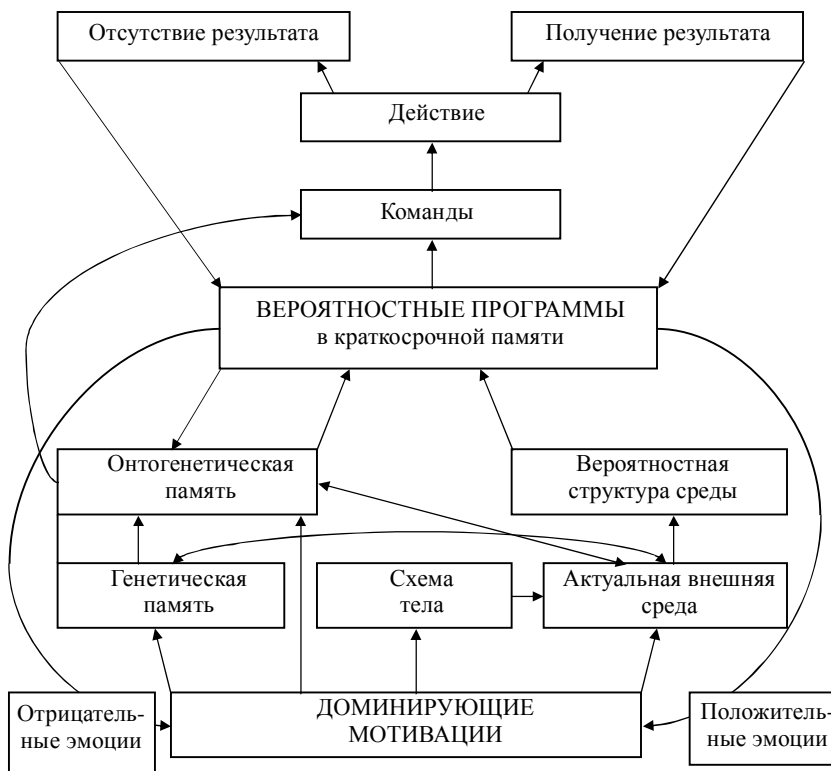 Отсутствие результата
Получение результата
Действие
Команды
ВЕРОЯТНОСТНЫЕ ПРОГРАММЫ
в краткосрочной памяти
Онтогенетическая
память
Вероятностная
структура среды
Генетическая
память
Схема
тела
Актуальная внешняя
среда
Отрицатель-
ные эмоции
ДОМИНИРУЮЩИЕ
МОТИВАЦИИ
Положитель-
ные эмоции